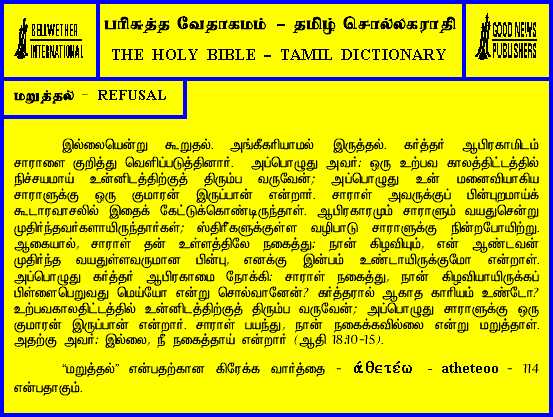 BELLWETHER
INTERNATIONAL
பரிசுத்த வேதாகமம் – தமிழ் சொல்லகராதி
THE HOLY BIBLE – TAMIL DICTIONARY
GOOD NEWS
PUBLISHERS
மறுத்தல் - REFUSAL
இல்லையென்று கூறுதல். அங்கீகரியாமல் இருத்தல். கர்த்தர் ஆபிரகாமிடம்
சாராளை குறித்து வெளிப்படுத்தினார். அப்பொழுது அவர்: ஒரு உற்பவ காலத்திட்டத்தில்
நிச்சயமாய் உன்னிடத்திற்குத் திரும்ப வருவேன்; அப்பொழுது உன் மனைவியாகிய
சாராளுக்கு ஒரு குமாரன் இருப்பான் என்றார். சாராள் அவருக்குப் பின்புறமாய்க்
கூடாரவாசலில் இதைக் கேட்டுக்கொண்டிருந்தாள். ஆபிரகாமும் சாராளும் வயதுசென்று
முதிர்ந்தவர்களாயிருந்தார்கள்; ஸ்திரீகளுக்குள்ள வழிபாடு சாராளுக்கு நின்றுபோயிற்று.
ஆகையால், சாராள் தன் உள்ளத்திலே நகைத்து: நான் கிழவியும், என் ஆண்டவன்
முதிர்ந்த வயதுள்ளவருமான பின்பு, எனக்கு இன்பம் உண்டாயிருக்குமோ என்றாள்.
அப்பொழுது கர்த்தர் ஆபிரகாமை நோக்கி: சாராள் நகைத்து, நான் கிழவியாயிருக்கப்
பிள்ளைபெறுவது மெய்யோ என்று சொல்வானேன்? கர்த்தரால் ஆகாத காரியம் உண்டோ?
உற்பவகாலதிட்டத்தில் உன்னிடத்திற்குத் திரும்ப வருவேன்; அப்பொழுது சாராளுக்கு ஒரு
குமாரன் இருப்பான் என்றார். சாராள் பயந்து, நான் நகைக்கவில்லை என்று மறுத்தாள்.
அதற்கு அவர்: இல்லை, நீ நகைத்தாய் என்றார் (ஆதி 18:10-15).
“மறுத்தல்” என்பதற்கான கிரேக்க வார்த்தை - ἀθετέω - atheteoo - 114
என்பதாகும்.